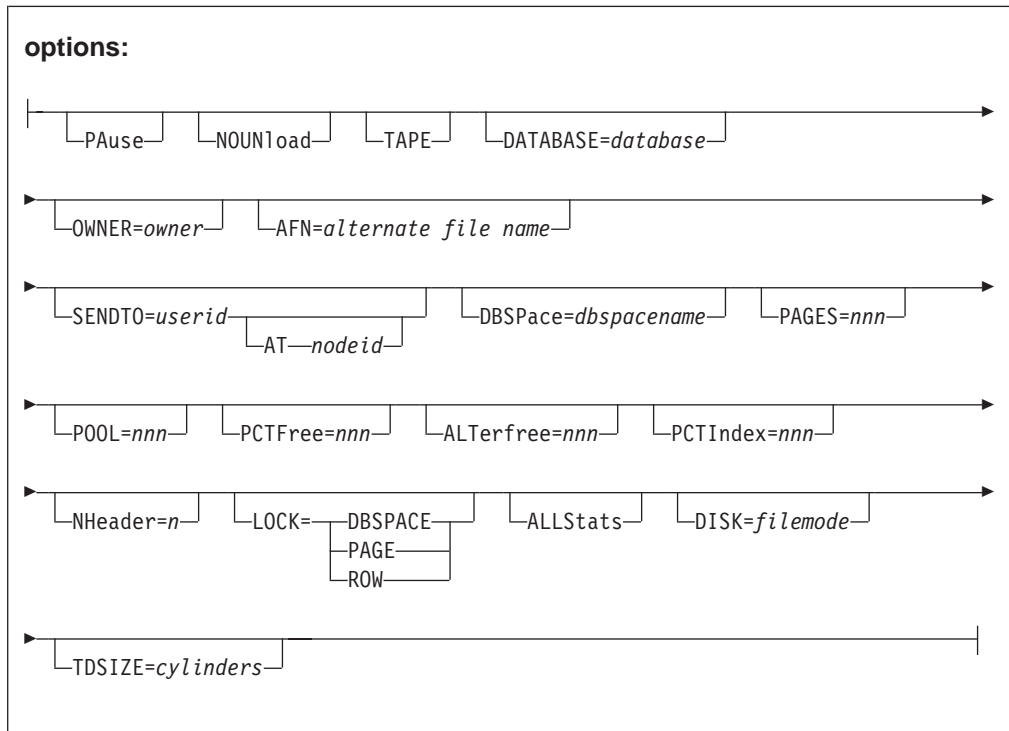 options:
PAuse NOUNload TAPE DATABASE=database
OWNER=owner AFN=alternate file name
SENDTO=userid DBSPace=dbspacename PAGES=nnn
AT nodeid
POOL=nnn PCTFree=nnn ALTerfree=nnn PCTIndex=nnn
NHeader=n LOCK= DBSPACE ALLStats DISK=filemode
PAGE
ROW
TDSIZE=cylinders